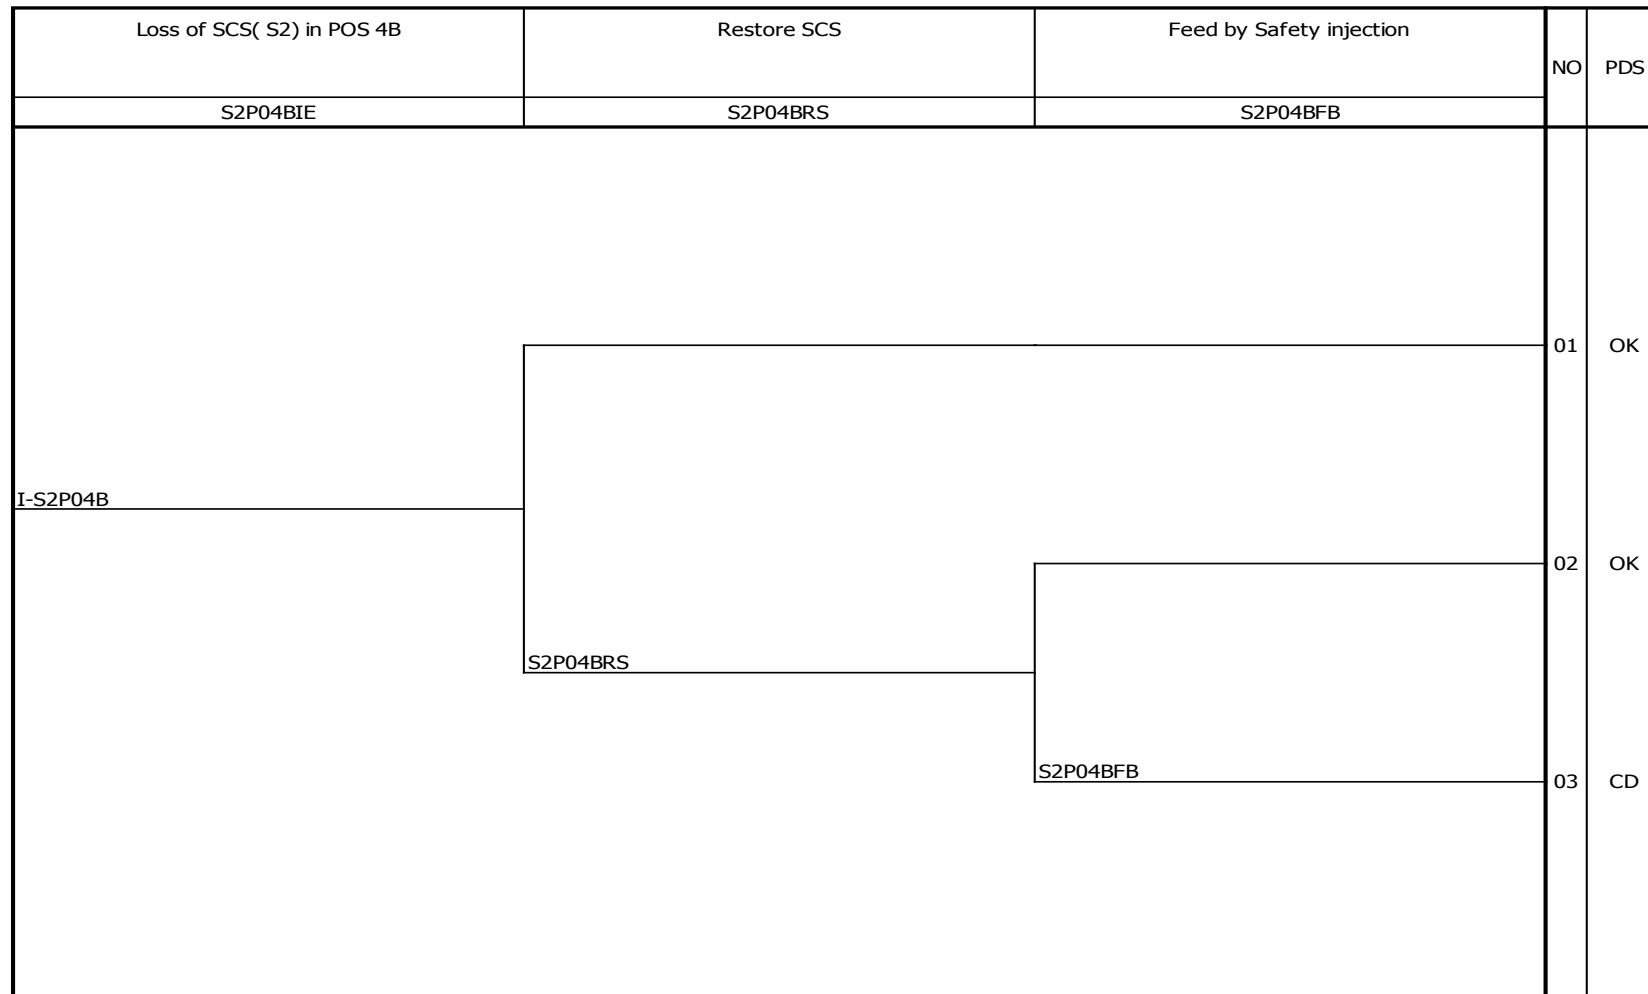 Loss of SCS( S2) in POS 4B
Restore SCS
Feed by Safety injection
NO
PDS
S2P04BIE
S2P04BRS
S2P04BFB
01
OK
I-S2P04B
02
OK
S2P04BRS
S2P04BFB
03
CD